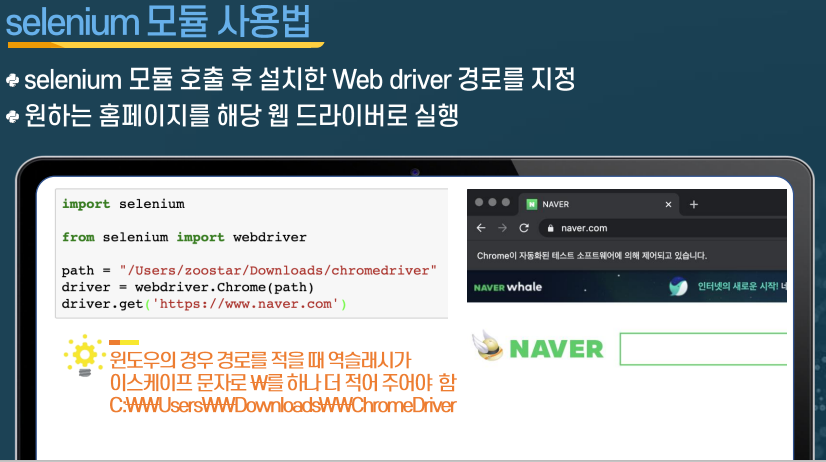 selenium 모듈 사용법
selenium 모듈 호출 후 설치한 Web driver 경로를 지정
원하는 홈페이지를 해당 웹 드라이버로 실행
import selenium
from selenium import webdriver
path = "/Users/zoostar/Downloads/chromedriver"
driver = webdriver.Chrome(path)
driver.get('https://www.naver.com')
윈도우의 경우 경로를 적을 때 역슬래시가
이스케이프 문자로 ₩를 하나 더 적어 주어야 함
C:₩₩Users₩₩Downloads₩₩ChromeDriver
N NAVER
naver.com
Chrome이 자동화된 테스트 소프트웨어에 의해 제어되고 있습니다.
NAVER whale
인터넷의 새로운 시작! 네
NAVER